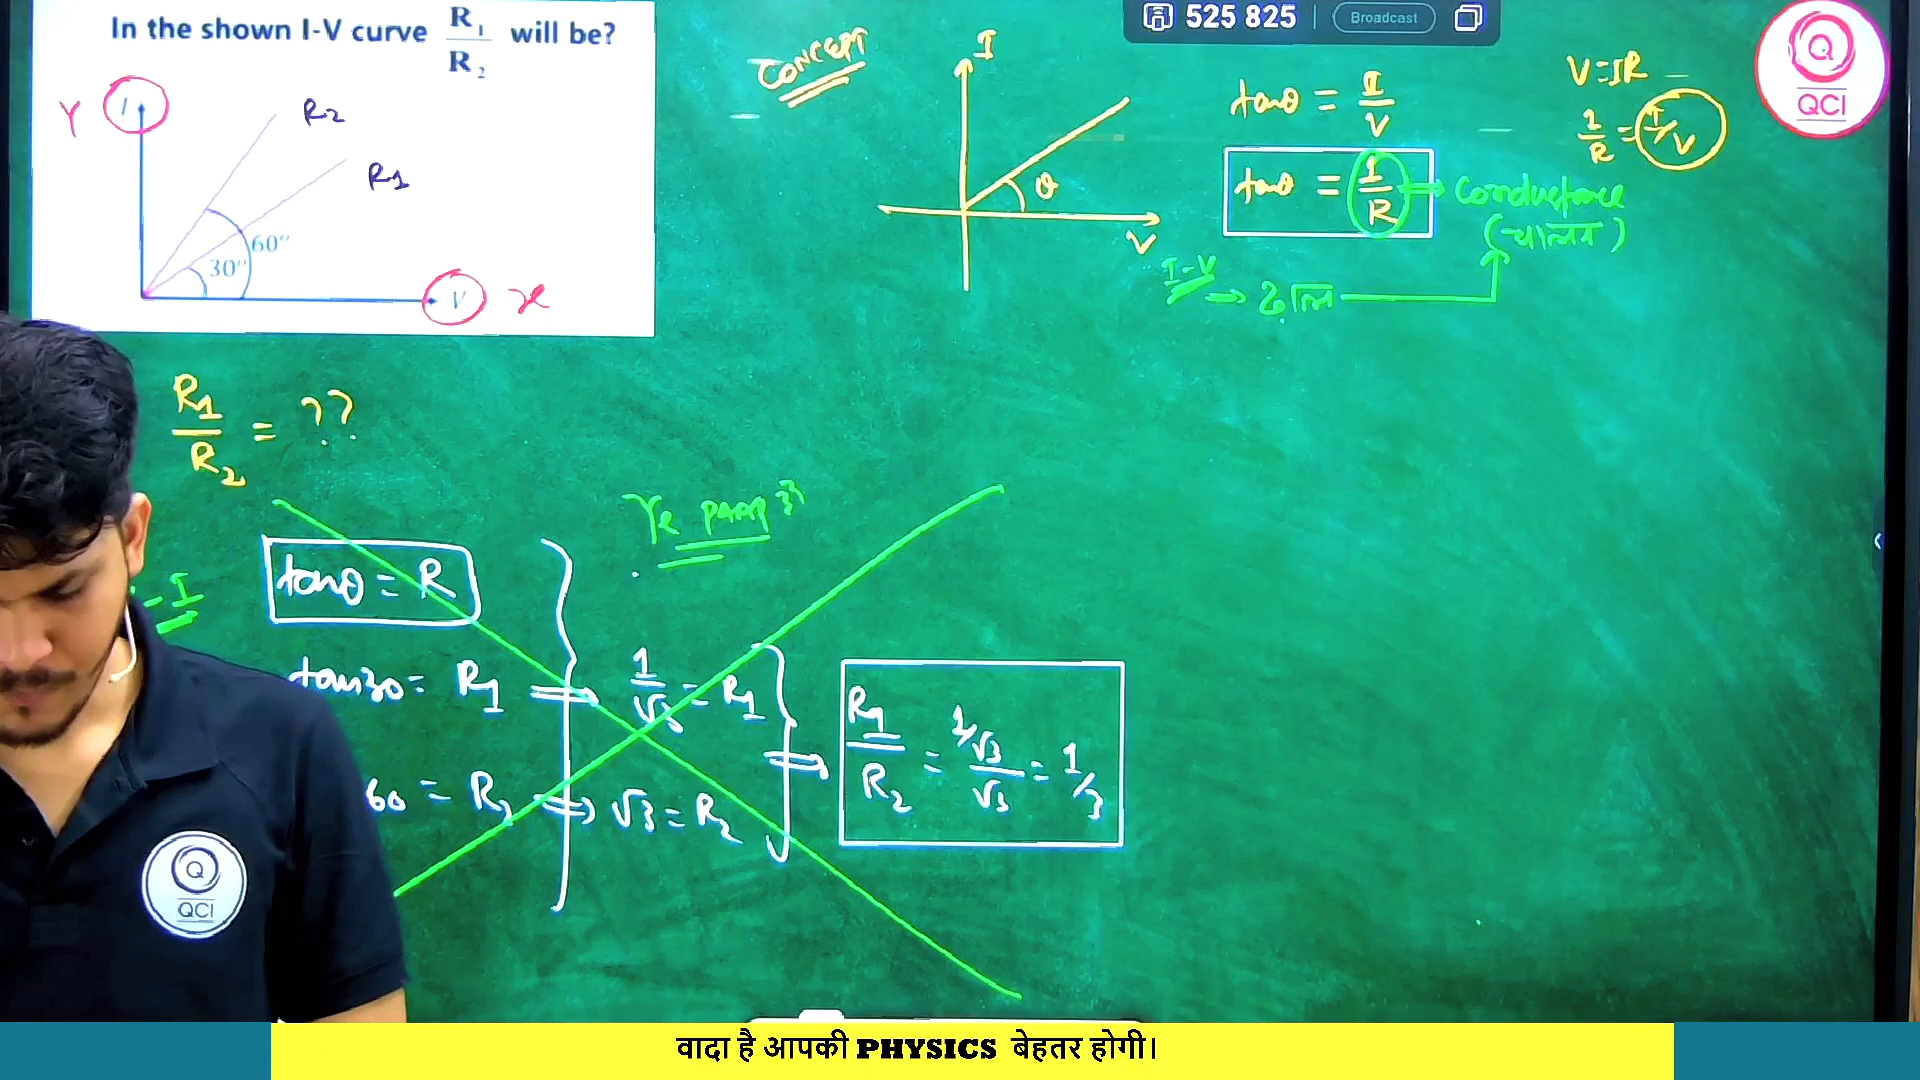 In the shown I-V curve R₁/R₂ will be?
Y I
R2
R1
60°
30°
V x
525 825 | Broadcast
Concept
I
θ
V
tanθ = I/V
tanθ = 1/R → Conductance
(चालन)
I-V → ढाल
V=IR
1/R = I/V
Q
QCI
R1/R2 = ??
- I
tanθ = R
tan30 = R1 ⇒ 1/√3 = R1
60 = R2 ⇒ √3 = R2
⇒ R1/R2 = 1/√3/√3 = 1/3
Q
QCI
वादा है आपकी PHYSICS बेहतर होगी।